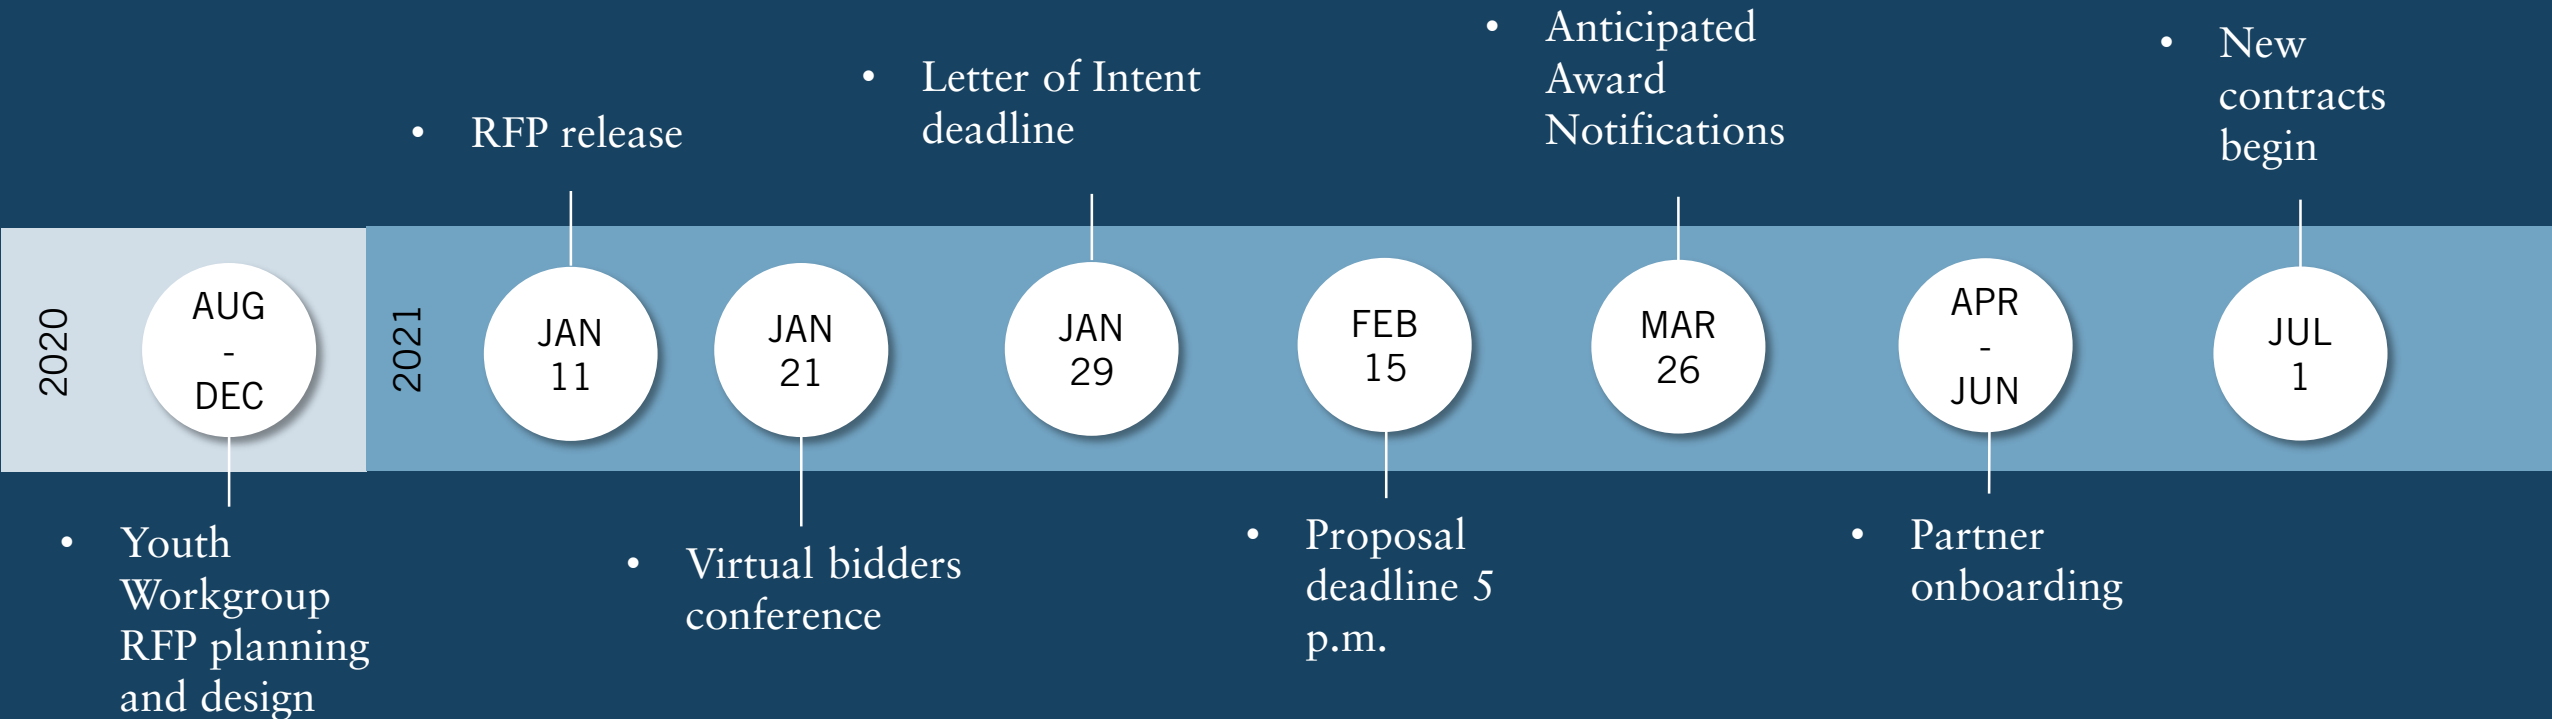 • Anticipated
Award
Notifications
• New
contracts
begin
• Letter of Intent
deadline
• RFP release
2020
AUG
-
DEC
2021
JAN
11
JAN
21
JAN
29
FEB
15
MAR
26
APR
-
JUN
JUL
1
• Youth
Workgroup
RFP planning
and design
• Virtual bidders
conference
• Proposal
deadline 5
p.m.
• Partner
onboarding